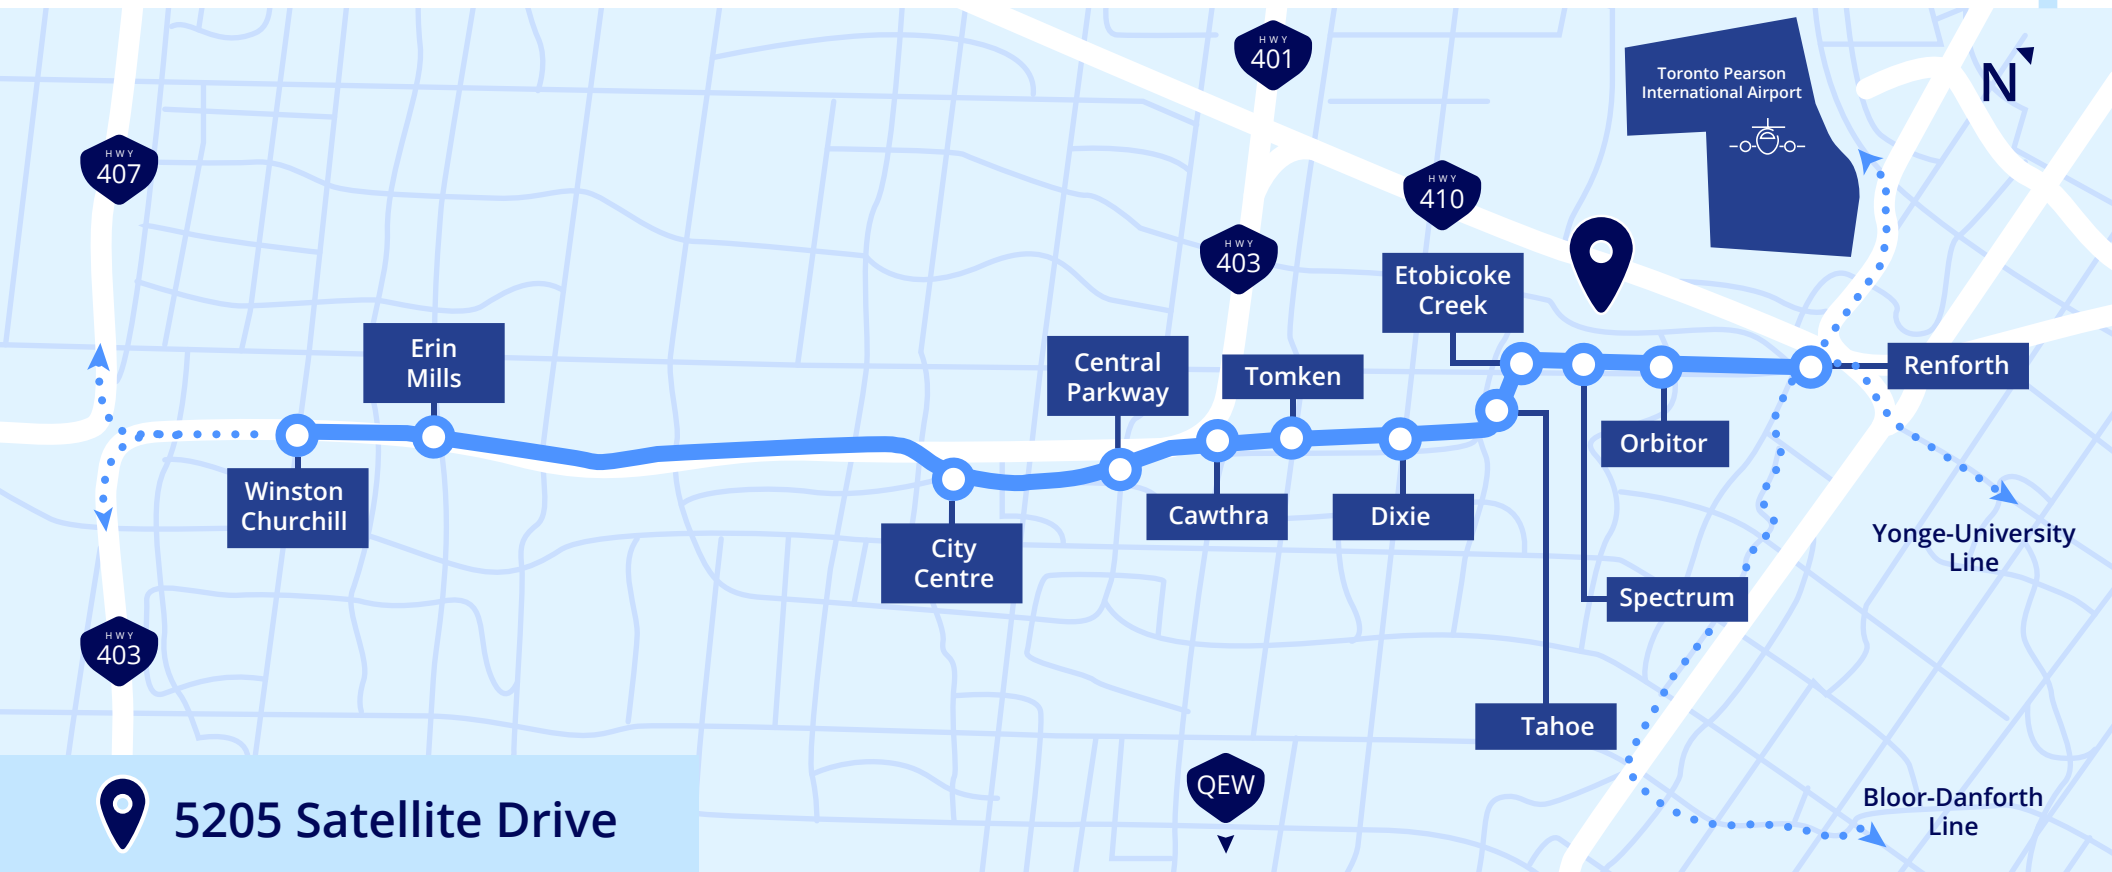 HWY
401
Toronto Pearson
International Airport
N
HWY
407
HWY
410
HWY
403
Etobicoke
Creek
Erin
Mills
Central
Parkway
Tomken
Renforth
Orbitor
Winston
Churchill
Cawthra
Dixie
City
Centre
Yonge-University
Line
Spectrum
HWY
403
Tahoe
QEW
5205 Satellite Drive
Bloor-Danforth
Line